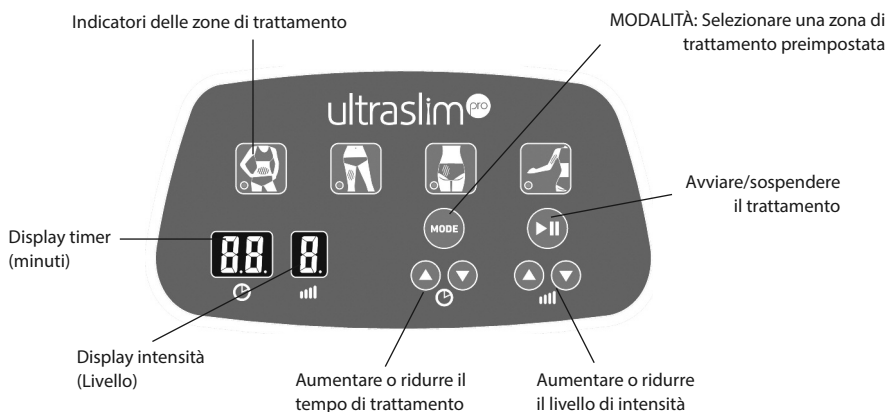 Indicatori delle zone di trattamento
MODALITÀ: Selezionare una zona di
trattamento preimpostata
ultraslim pro
Avviare/sospendere
il trattamento
MODE
Display timer
(minuti)
88. 8.
Display intensità
(Livello)
Aumentare o ridurre il
tempo di trattamento
Aumentare o ridurre
il livello di intensità